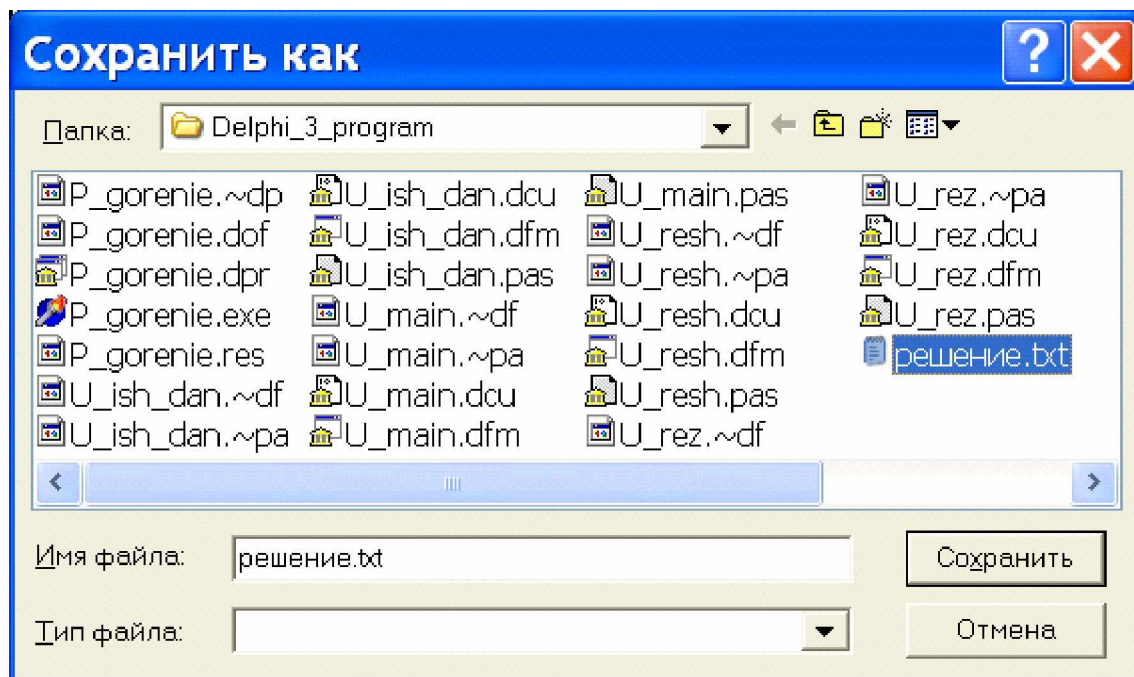 Сохранить как
Папка: Delphi_3_program
P_gorenie.~dp U_ish_dan.dcu U_main.pas U_rez.~pa
P_gorenie.dof U_ish_dan.dfm U_resh.~df U_rez.dcu
P_gorenie.dpr U_ish_dan.pas U_resh.~pa U_rez.dfm
P_gorenie.exe U_main.~df U_resh.dcu U_rez.pas
P_gorenie.res U_main.~pa U_resh.dfm решение.txt
U_ish_dan.~df U_main.dcu U_resh.pas
U_ish_dan.~pa U_main.dfm U_rez.~df
Имя файла: решение.txt Сохранить
Тип файла: Отмена